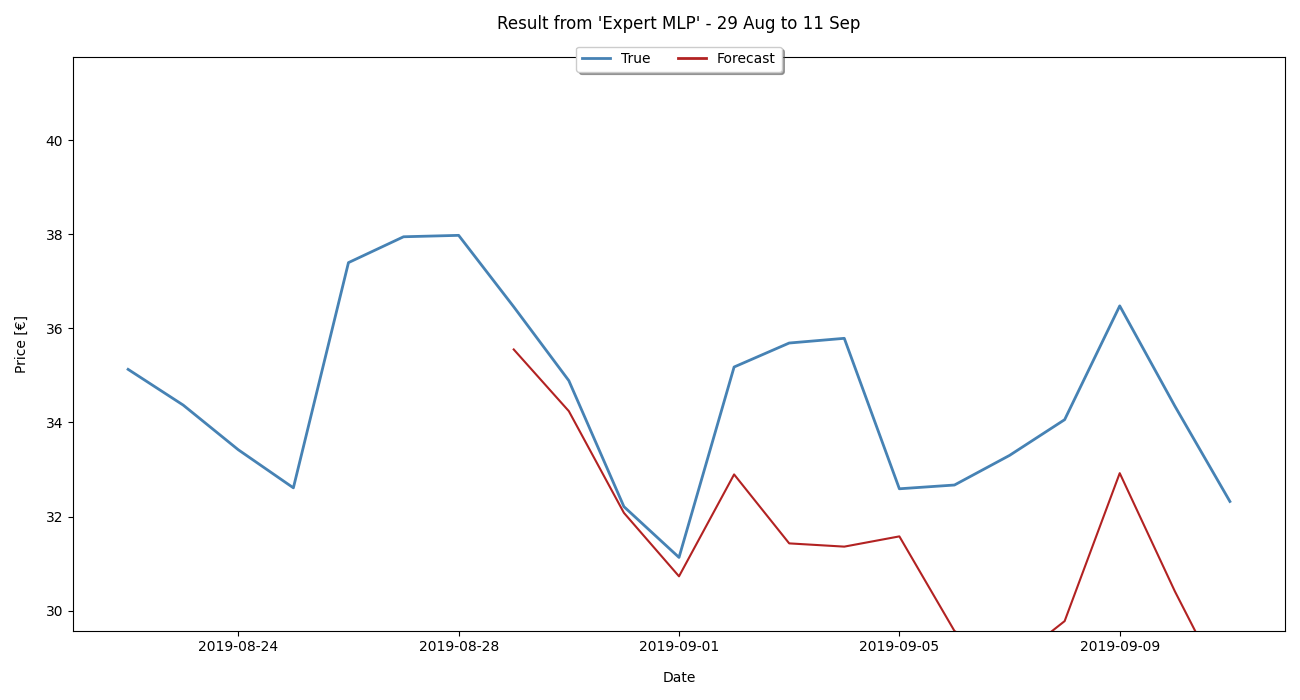 Result from 'Expert MLP' - 29 Aug to 11 Sep
True Forecast
40
38
36
34
32
30
Price [€]
2019-08-24 2019-08-28 2019-09-01 2019-09-05 2019-09-09
Date